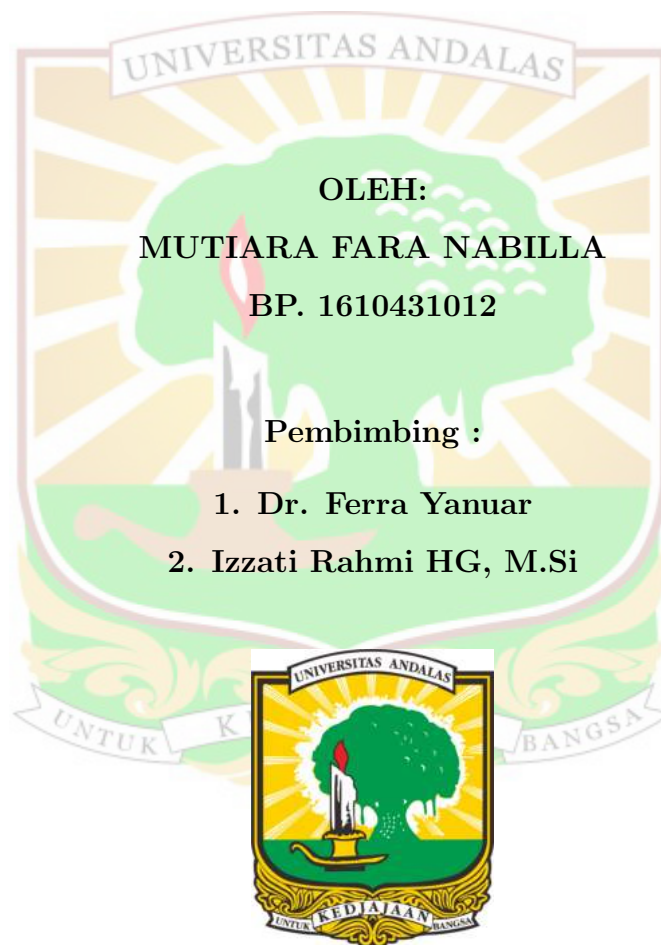 UNIVERSITAS ANDALAS
OLEH:
MUTIARA FARA NABILLA
BP. 1610431012
Pembimbing :
1. Dr. Ferra Yanuar
2. Izzati Rahmi HG, M.Si
UNTUK K BANGSA
UNIVERSITAS ANDALAS
UNTUK KEDJAJAAN BANGSA